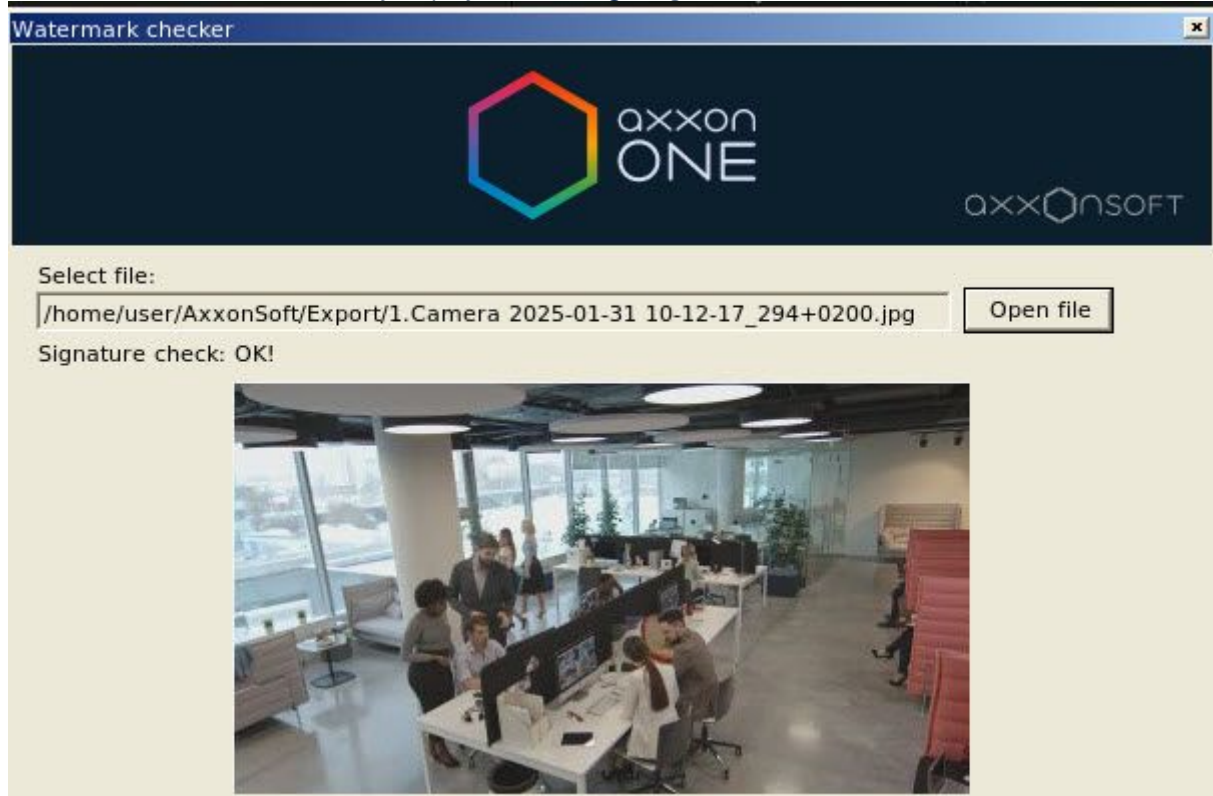 Watermark checker
axxon
ONE
axxonsoft
Select file:
/home/user/AxxonSoft/Export/1.Camera 2025-01-31 10-12-17_294+0200.jpg
Open file
Signature check: OK!